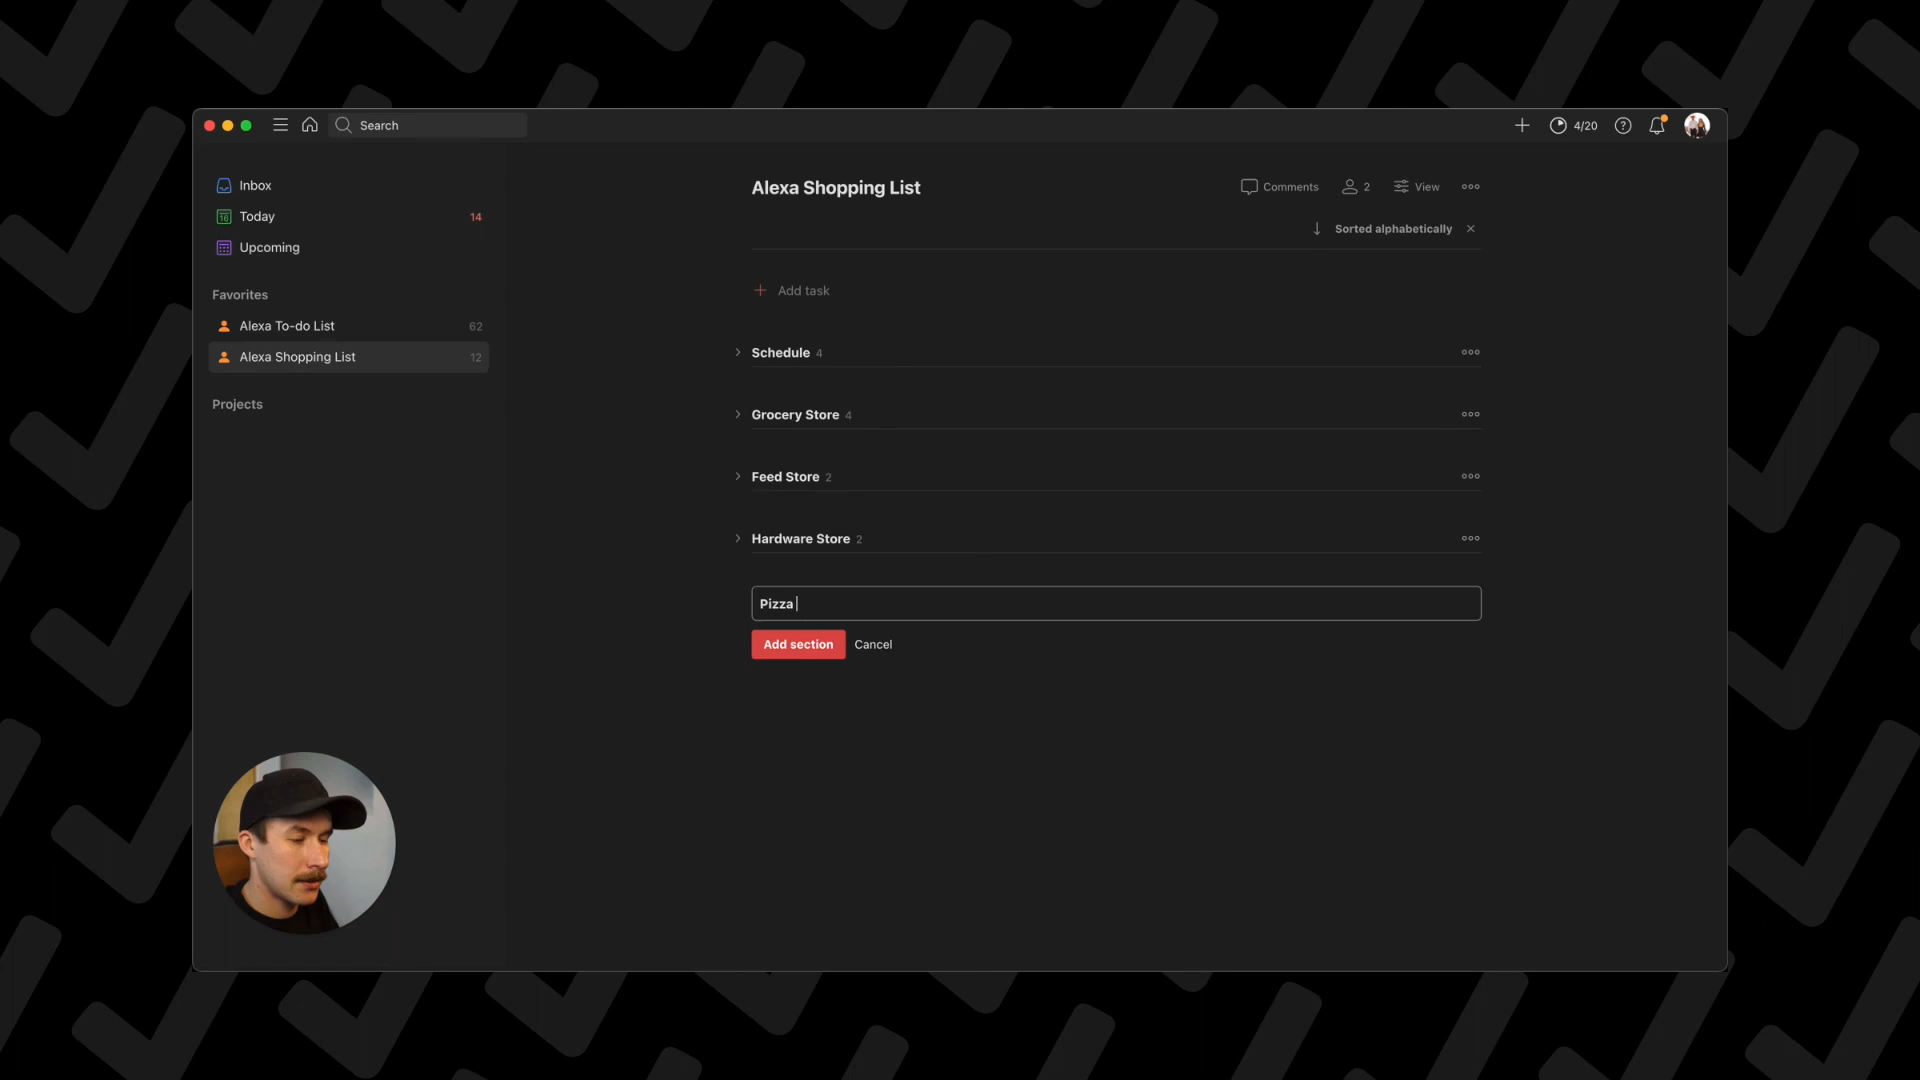 Search
4/20
Inbox
16
Today
14
Upcoming
Favorites
Alexa To-do List
62
Alexa Shopping List
12
Projects
Alexa Shopping List
Comments
2
View
Sorted alphabetically
Add task
Schedule 4
Grocery Store 4
Feed Store 2
Hardware Store 2
Pizza
Add section
Cancel